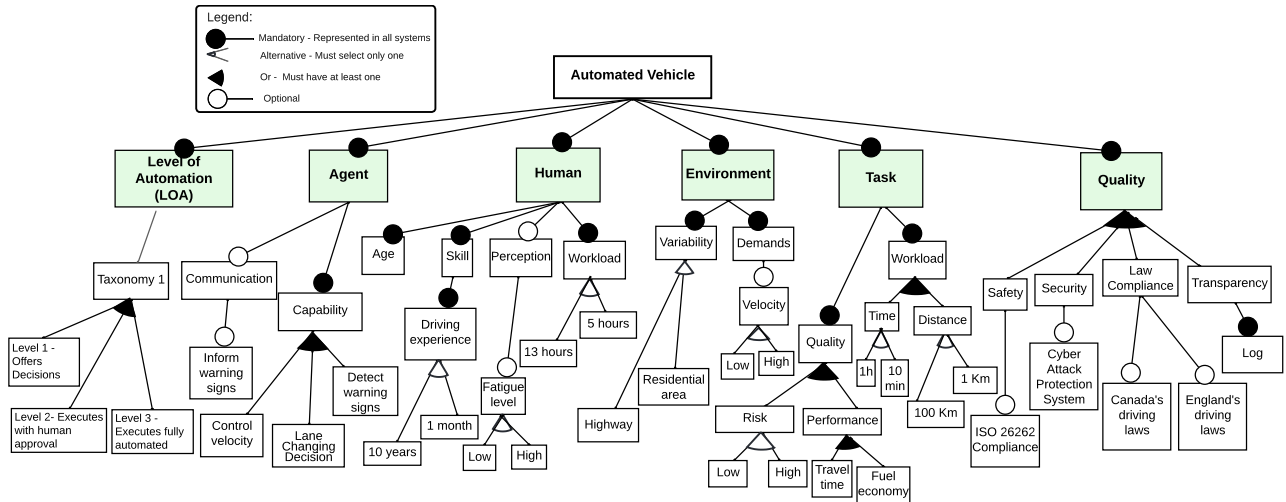 Legend:
Mandatory - Represented in all systems
Alternative - Must select only one
Or - Must have at least one
Optional
Automated Vehicle
Level of
Automation
(LOA)
Agent
Human
Environment
Task
Quality
Taxonomy 1
Level 1 -
Offers
Decisions
Level 2- Executes
with human
approval
Level 3 -
Executes fully
automated
Communication
Inform
warning
signs
Capability
Control
velocity
Lane
Changing
Decision
Detect
warning
signs
Age
Skill
Driving
experience
10 years
1 month
Perception
Fatigue
level
Low
High
Workload
13 hours
5 hours
Variability
Highway
Residential
area
Demands
Velocity
Low
High
Quality
Risk
Low
High
Performance
Travel
time
Fuel
economy
Workload
Time
1h
10
min
Distance
100 Km
1 Km
Safety
ISO 26262
Compliance
Security
Cyber
Attack
Protection
System
Law
Compliance
Canada's
driving
laws
England's
driving
laws
Transparency
Log